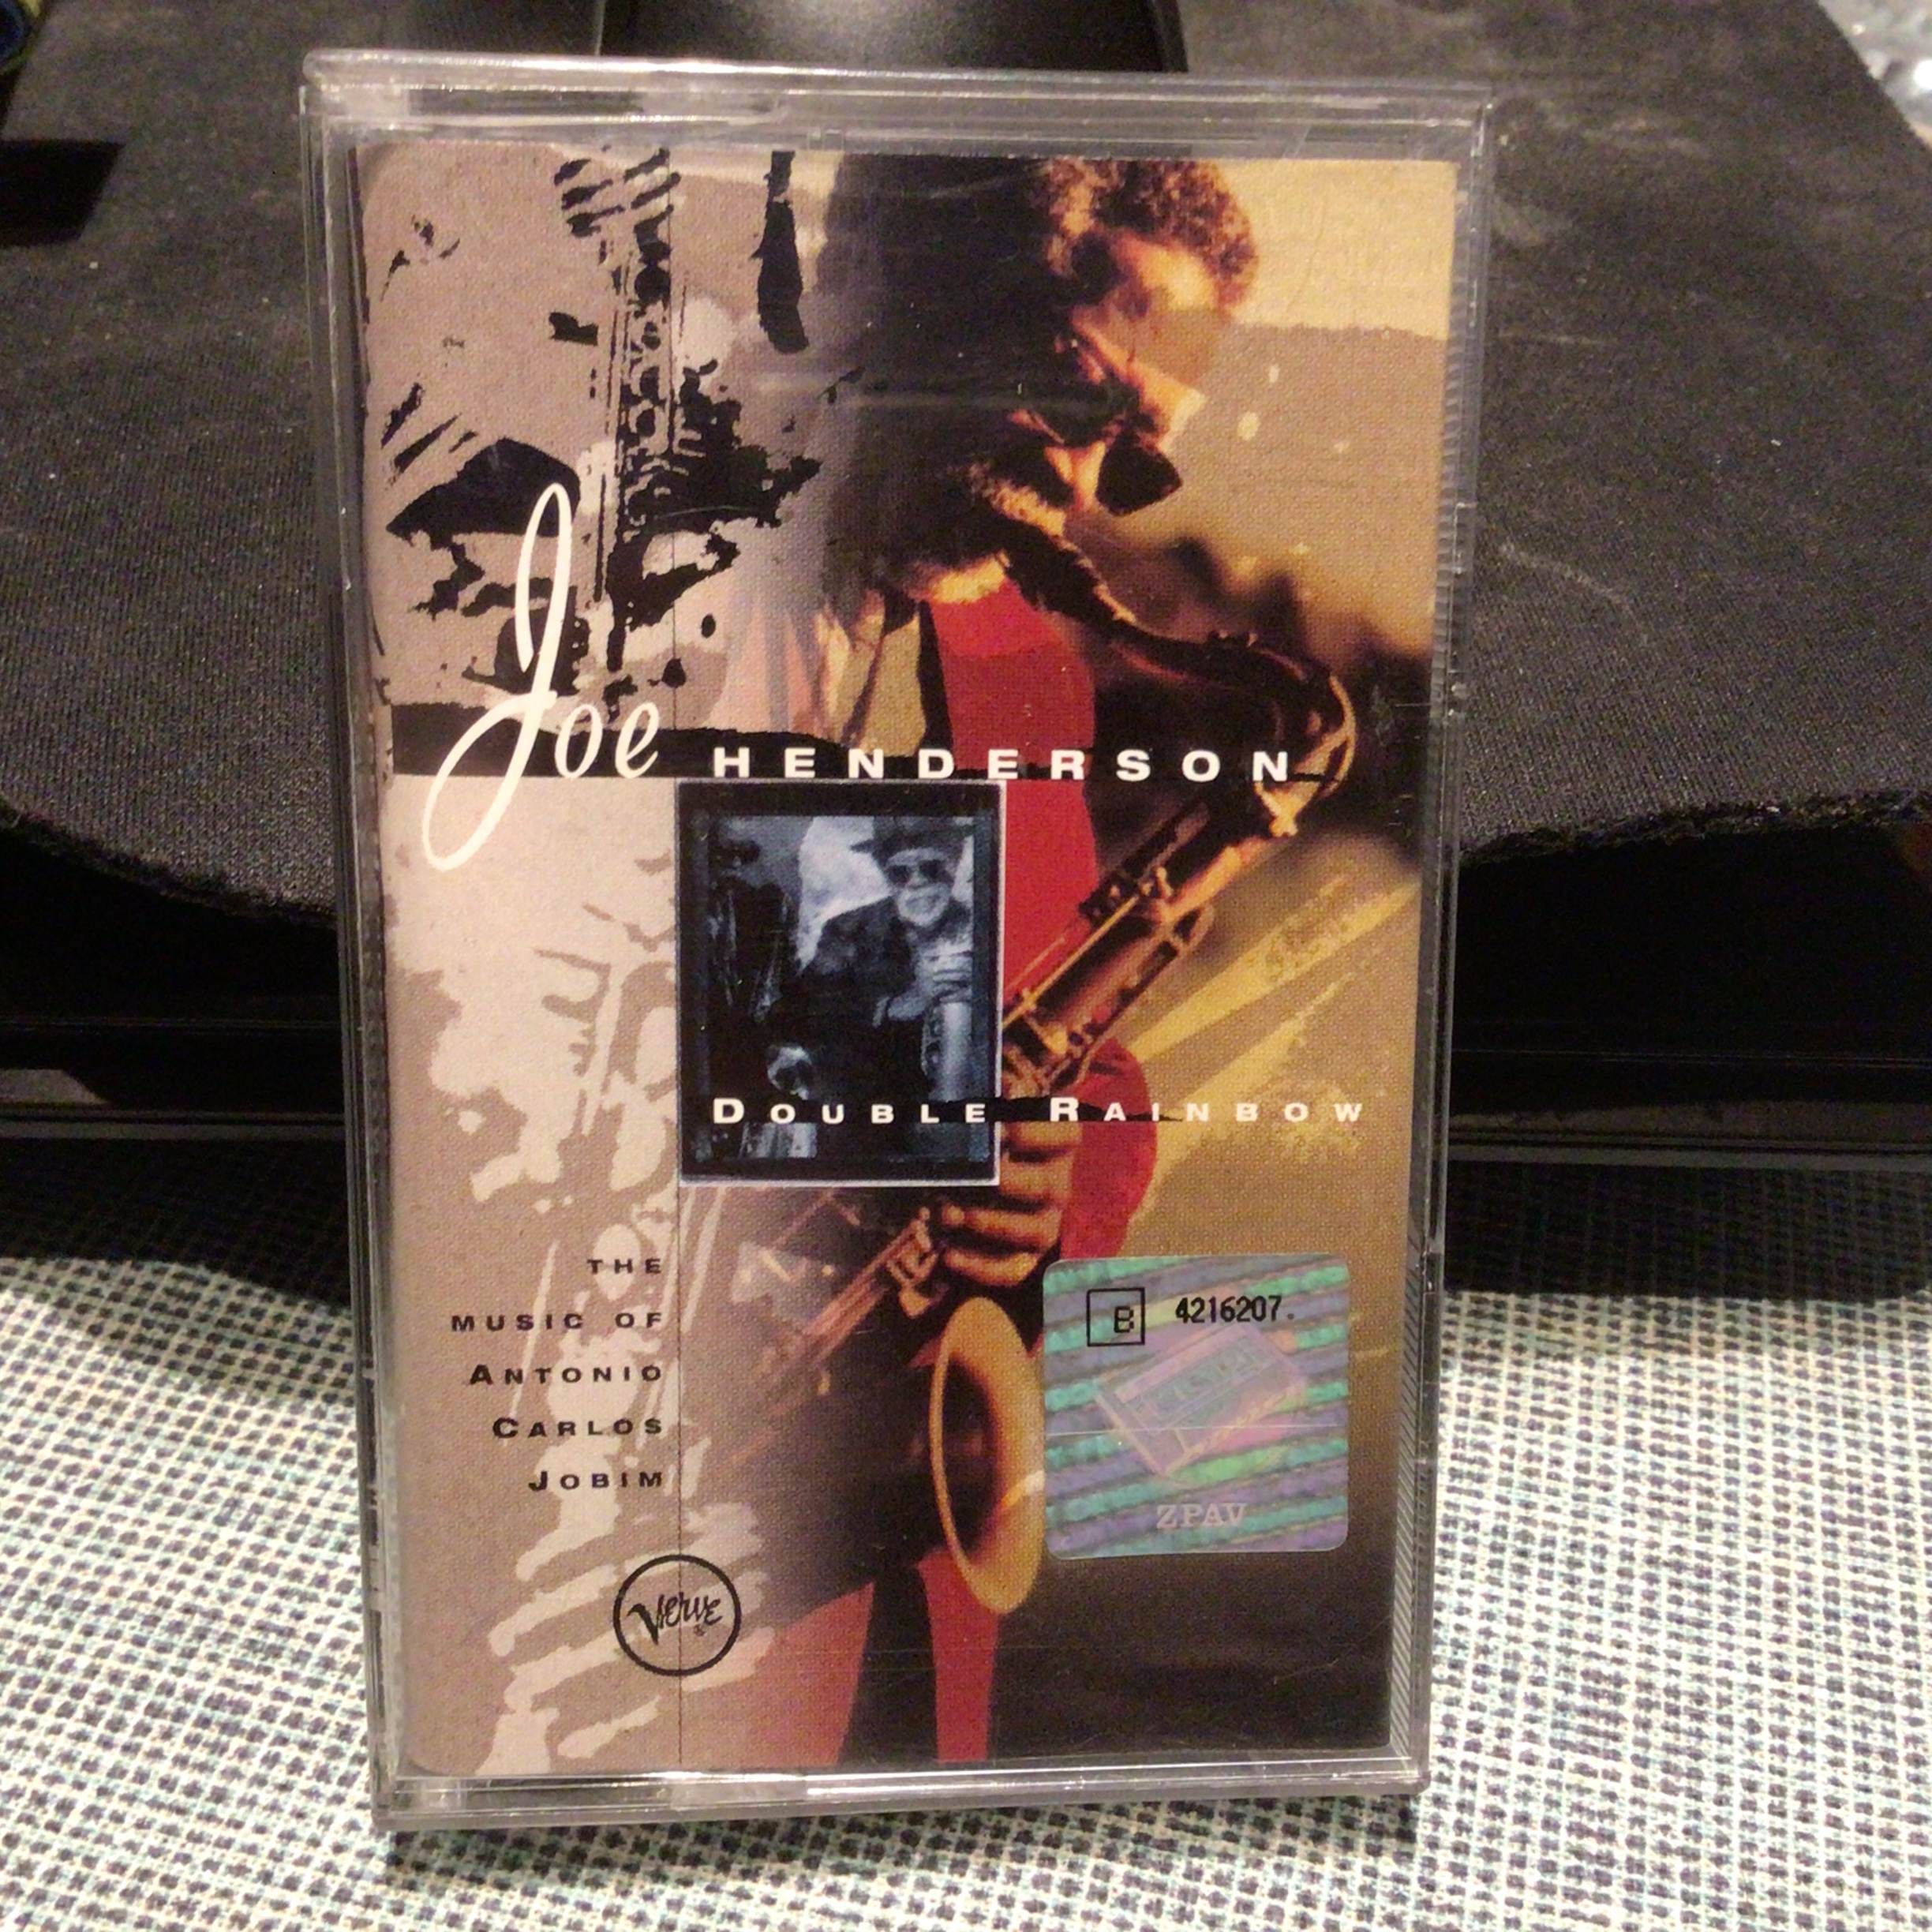 Joe HENDERSON
DOUBLE RAINBOW
THE
MUSIC OF
ANTONIO
CARLOS
JOBIM
B 4216207
ZPAV
Verve